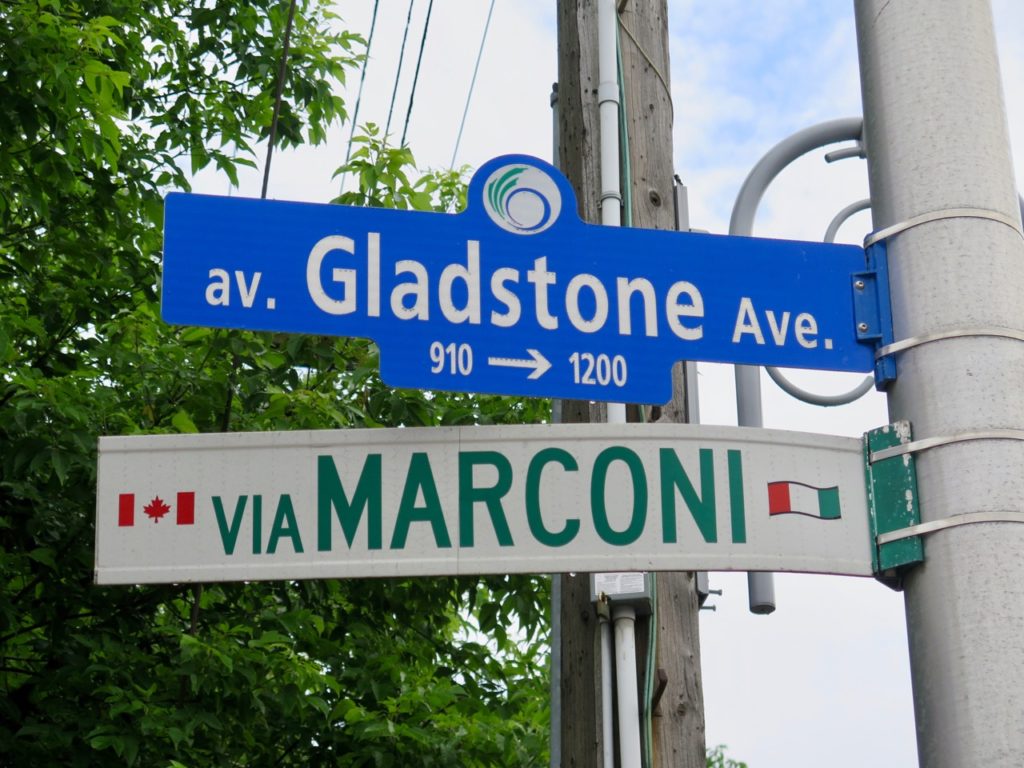 av. Gladstone Ave.
910 → 1200
VIA MARCONI